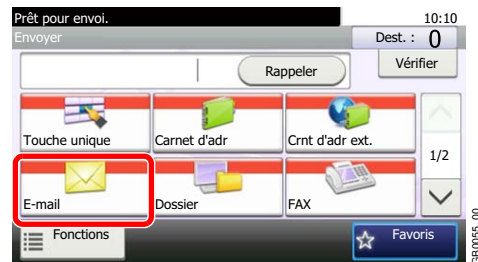 Prêt pour envoi. 10:10
Envoyer Dest. : 0
Rappeler Vérifier
Touche unique Carnet d'adr Crnt d'adr ext.
1/2
E-mail Dossier FAX
Fonctions Favoris
GB0055_00